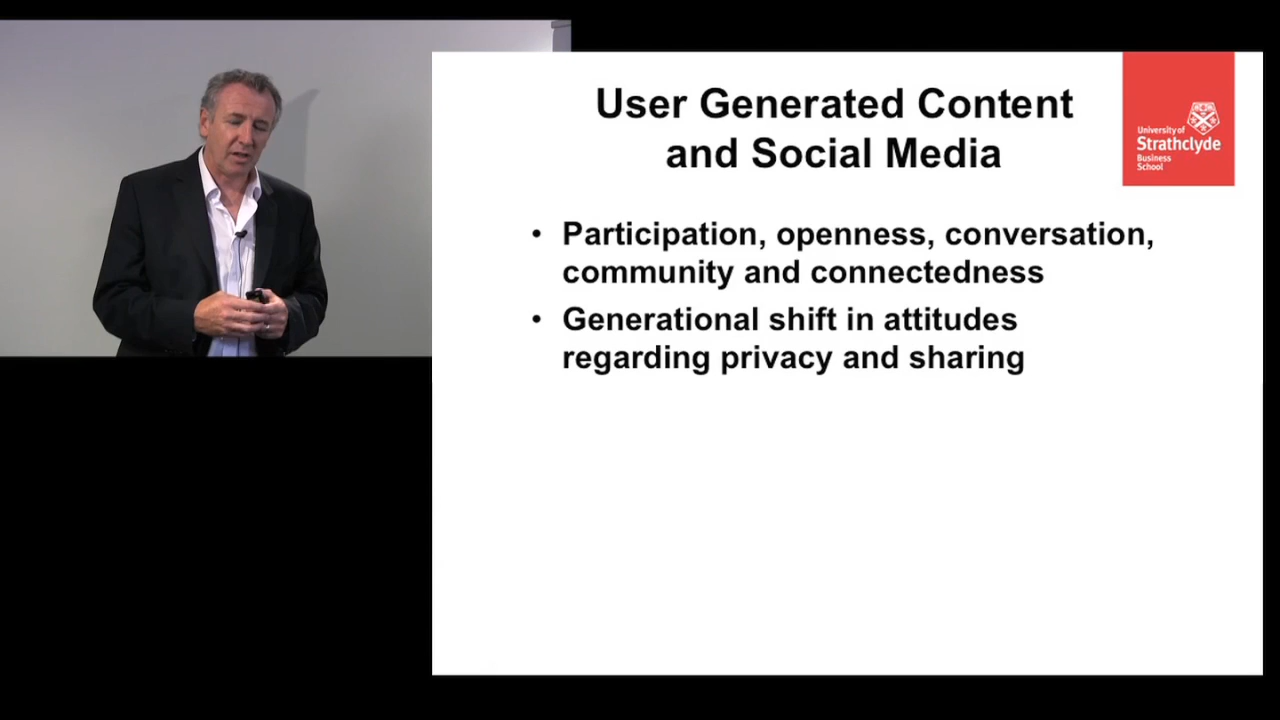 User Generated Content
and Social Media
University of
Strathclyde
Business
School
• Participation, openness, conversation,
community and connectedness
• Generational shift in attitudes
regarding privacy and sharing